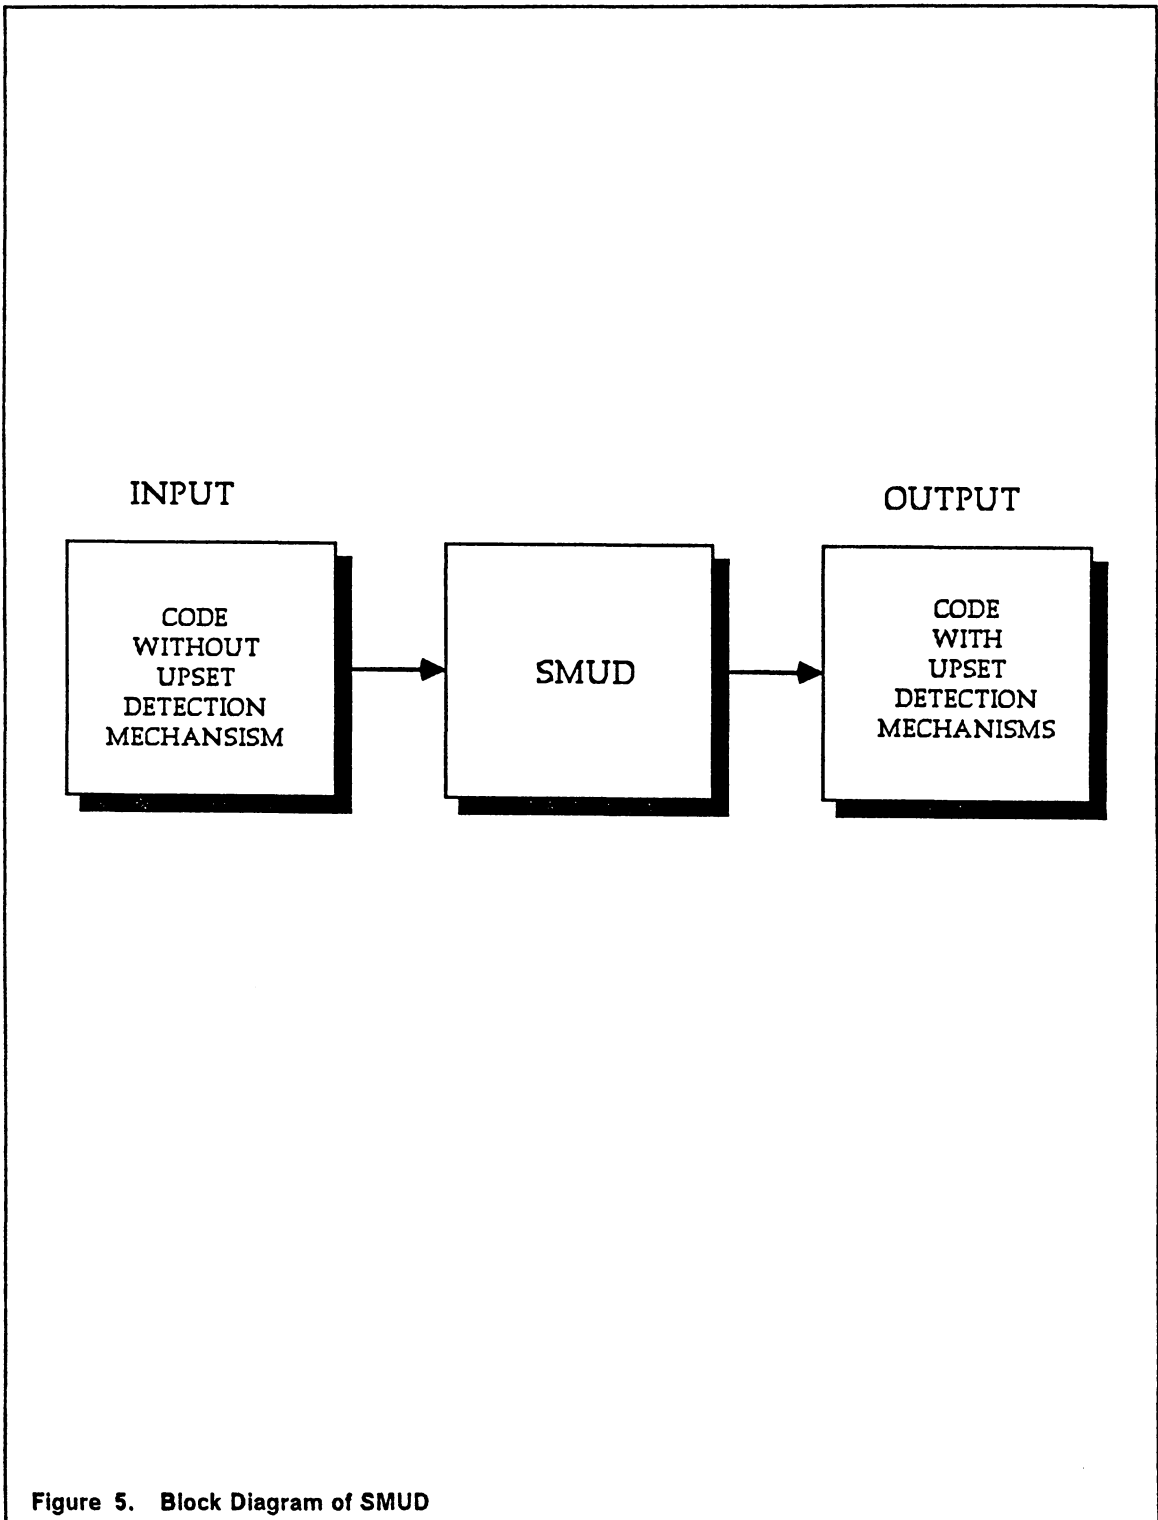 INPUT
CODE
WITHOUT
UPSET
DETECTION
MECHANSISM
SMUD
OUTPUT
CODE
WITH
UPSET
DETECTION
MECHANISMS
Figure 5. Block Diagram of SMUD